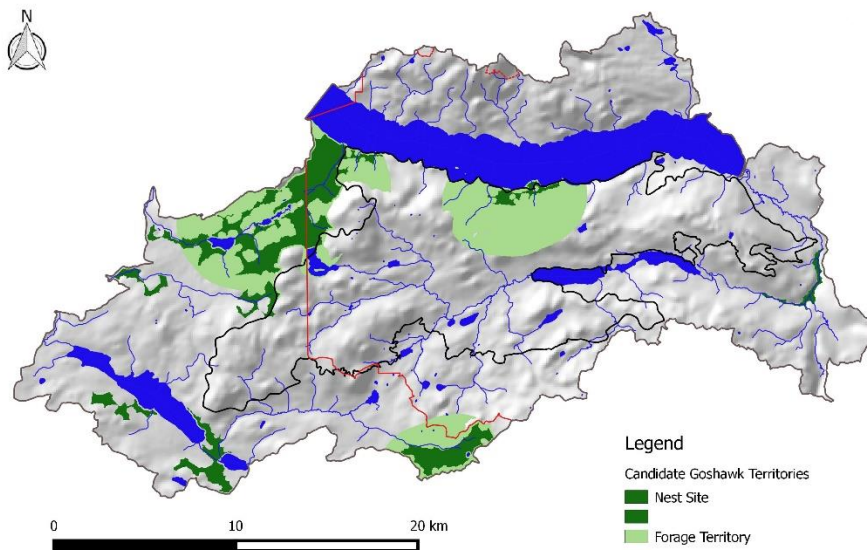 N
Legend
Candidate Goshawk Territories
Nest Site
Forage Territory
0 10 20 km